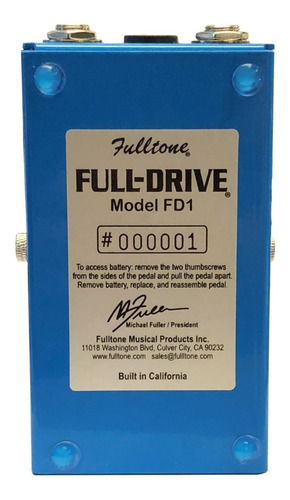 Fulltone®
FULL-DRIVE®
Model FD1
# 000001
To access battery: remove the two thumbscrews
from the sides of the pedal and pull the pedal apart.
Remove battery, replace, and reassemble pedal.
Michael Fuller / President
Fulltone Musical Products Inc.
11018 Washington Blvd, Culver City, CA 90232
www.fulltone.com sales@fulltone.com
Built in California